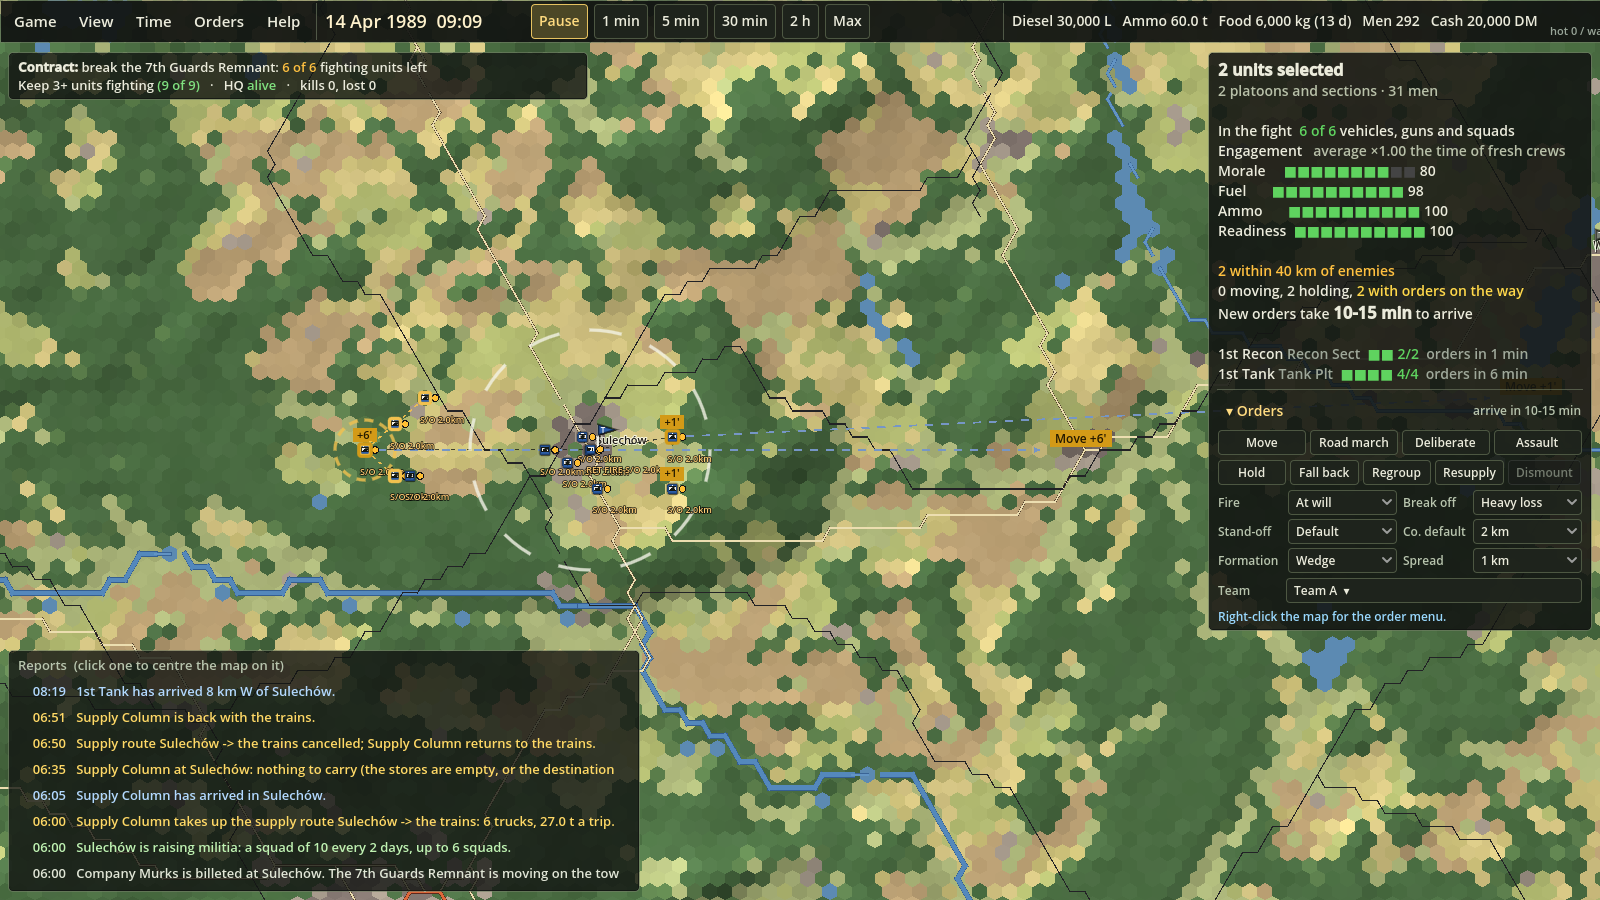 Game View Time Orders Help 14 Apr 1989 09:09 Pause 1 min 5 min 30 min 2 h Max Diesel 30,000 L Ammo 60.0 t Food 6,000 kg (13 d) Men 292 Cash 20,000 DM
hot 0 /
Contract: break the 7th Guards Remnant: 6 of 6 fighting units left
Keep 3+ units fighting (9 of 9) · HQ alive · kills 0, lost 0
2 units selected
2 platoons and sections · 31 men
In the fight 6 of 6 vehicles, guns and squads
Engagement average ×1.00 the time of fresh crews
Morale 80
Fuel 98
Ammo 100
Readiness 100
2 within 40 km of enemies
0 moving, 2 holding, 2 with orders on the way
New orders take 10-15 min to arrive
1st Recon Recon Sect 2/2 orders in 1 min
1st Tank Tank Plt 4/4 orders in 6 min
▾ Orders arrive in 10-15 min
Move Road march Deliberate Assault
Hold Fall back Regroup Resupply Dismount
Fire At will Break off Heavy loss
Stand-off Default Co. default 2 km
Formation Wedge Spread 1 km
Team Team A ▾
Right-click the map for the order menu.
S/O 2.0km
+1'
+6'
Move +6'
S/O 2.0km
S/O 2.0km
S/O 2.0km
+1'
S/O 2.0km
S/O 2.0km
Reports (click one to centre the map on it)
08:19 1st Tank has arrived 8 km W of Sulechów.
06:51 Supply Column is back with the trains.
06:50 Supply route Sulechów -> the trains cancelled; Supply Column returns to the trains.
06:35 Supply Column at Sulechów: nothing to carry (the stores are empty, or the destination
06:05 Supply Column has arrived in Sulechów.
06:00 Supply Column takes up the supply route Sulechów -> the trains: 6 trucks, 27.0 t a trip.
06:00 Sulechów is raising militia: a squad of 10 every 2 days, up to 6 squads.
06:00 Company Murks is billeted at Sulechów. The 7th Guards Remnant is moving on the tow